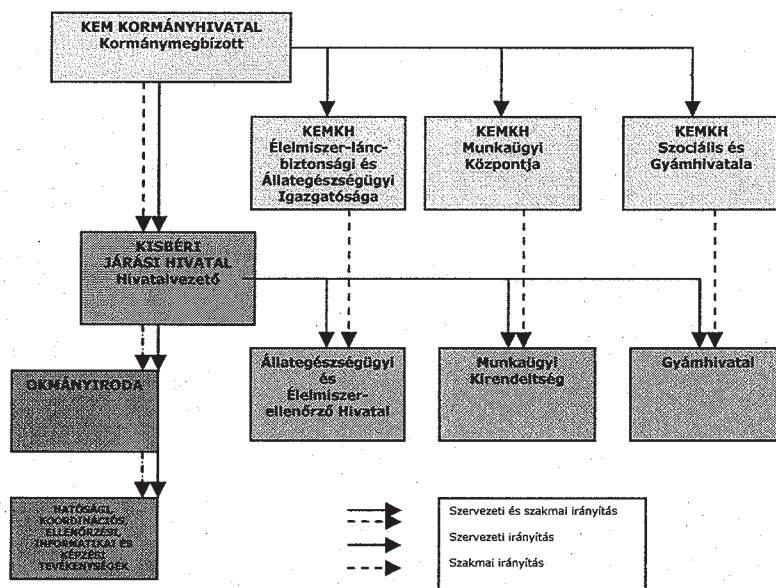 KEM KORMÁNYHIVATAL
Kormánymegbízott
KEMKH
Élelmiszer-lánc-
biztonsági és
Állategészségügyi
Igazgatósága
KEMKH
Munkaügyi
Központja
KEMKH
Szociális és
Gyámhivatala
KISBÉRI
JÁRÁSI HIVATAL
Hivatalvezető
OKMÁNYIRODA
Állategészségügyi
és
Élelmiszer-
ellenőrző Hivatal
Munkaügyi
Kirendeltség
Gyámhivatal
HATÓSÁGI,
KOORDINÁCIÓS,
ELLENŐRZÉSI,
INFORMATIKAI ÉS
KÉPZÉSI
TEVÉKENYSÉGEK
Szervezeti és szakmai irányítás
Szervezeti irányítás
Szakmai irányítás